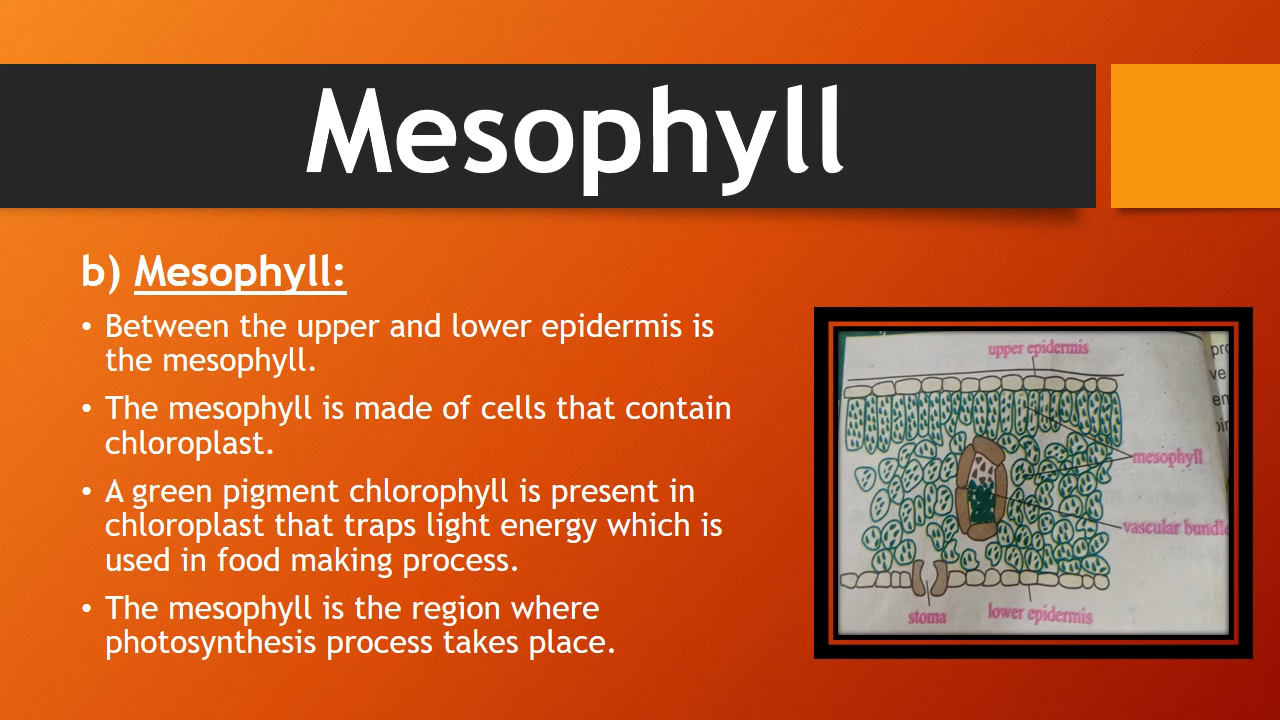 Mesophyll
b) Mesophyll:
• Between the upper and lower epidermis is
the mesophyll.
• The mesophyll is made of cells that contain
chloroplast.
• A green pigment chlorophyll is present in
chloroplast that traps light energy which is
used in food making process.
• The mesophyll is the region where
photosynthesis process takes place.
upper epidermis
mesophyll
vascular bundle
stoma
lower epidermis